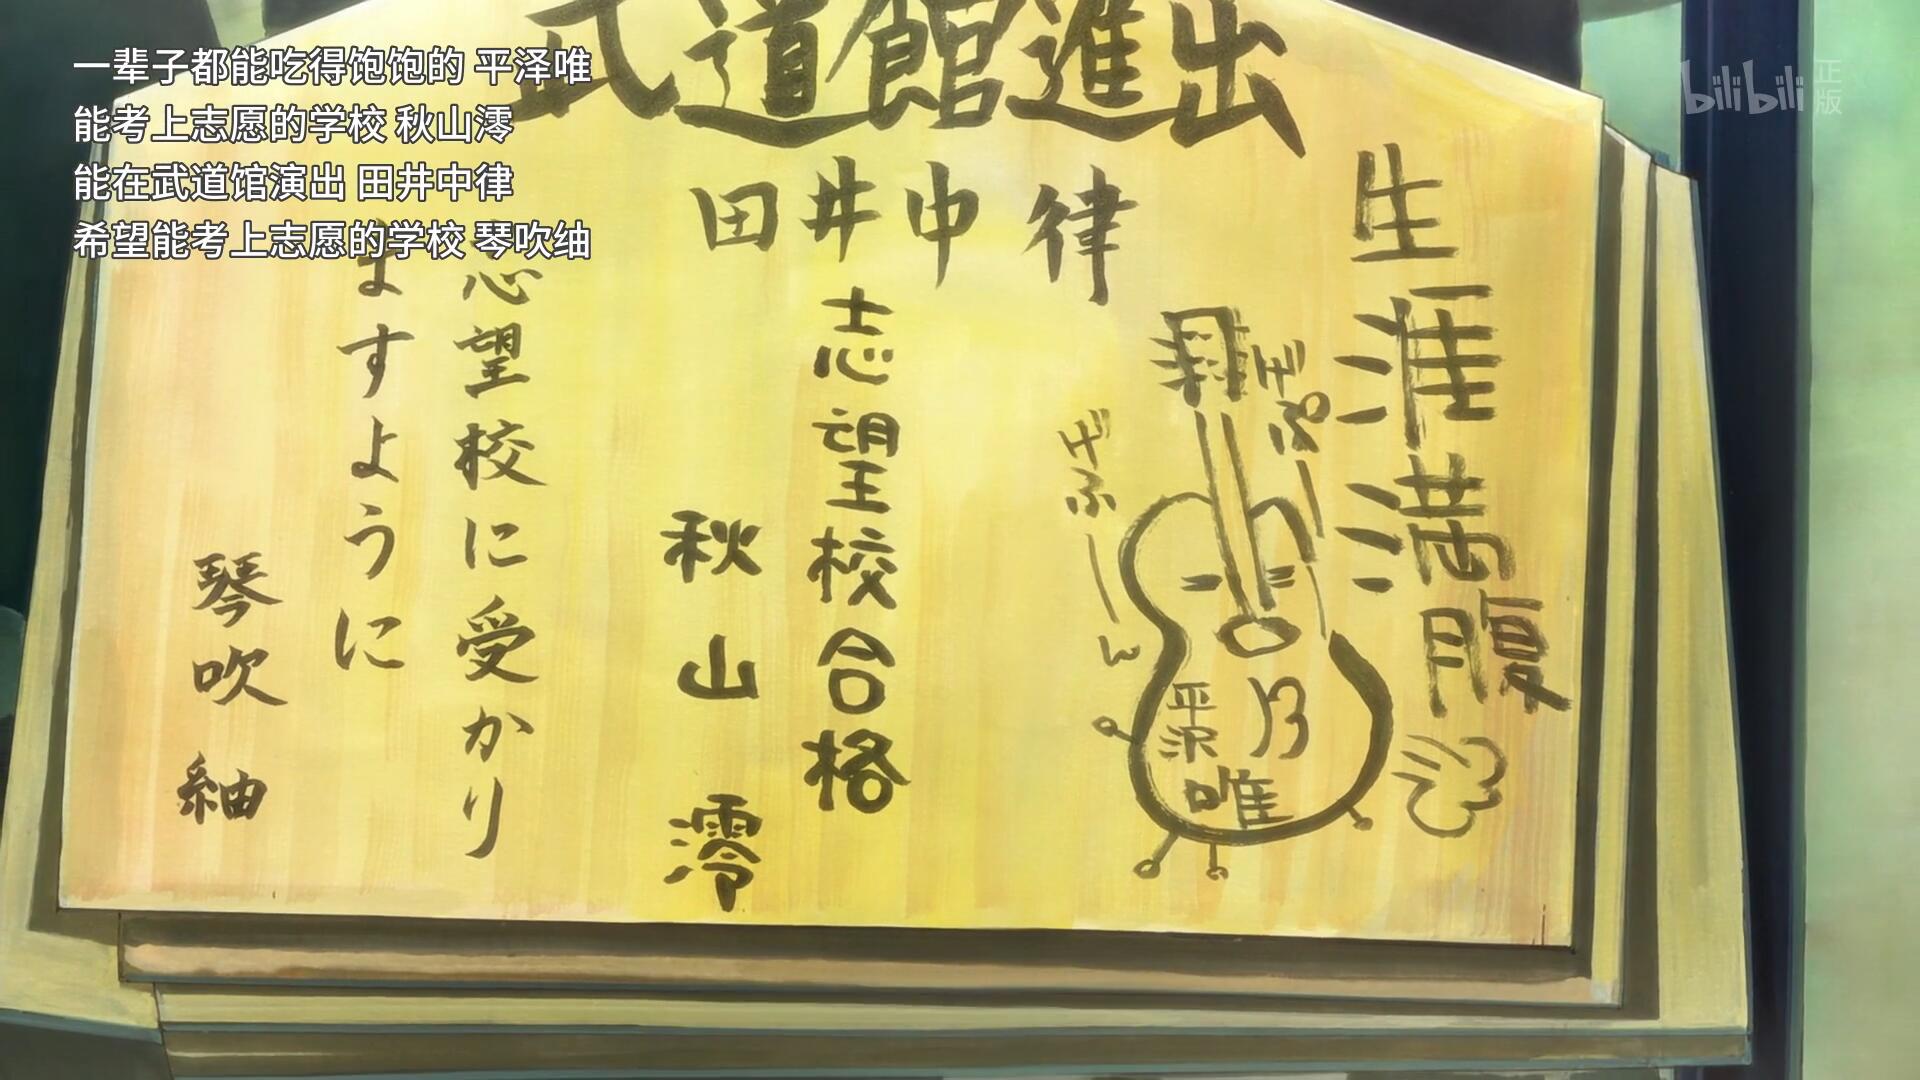 一辈子都能吃得饱饱的 平泽唯
能考上志愿的学校 秋山澪
能在武道馆演出 田井中律
希望能考上志愿的学校 琴吹䌷
bilibili 正版
武道館進出
田井中律
生涯満腹
げぷ
げふーん
平沢唯
志望校合格
秋山澪
志望校に受かり
ますように
琴吹紬